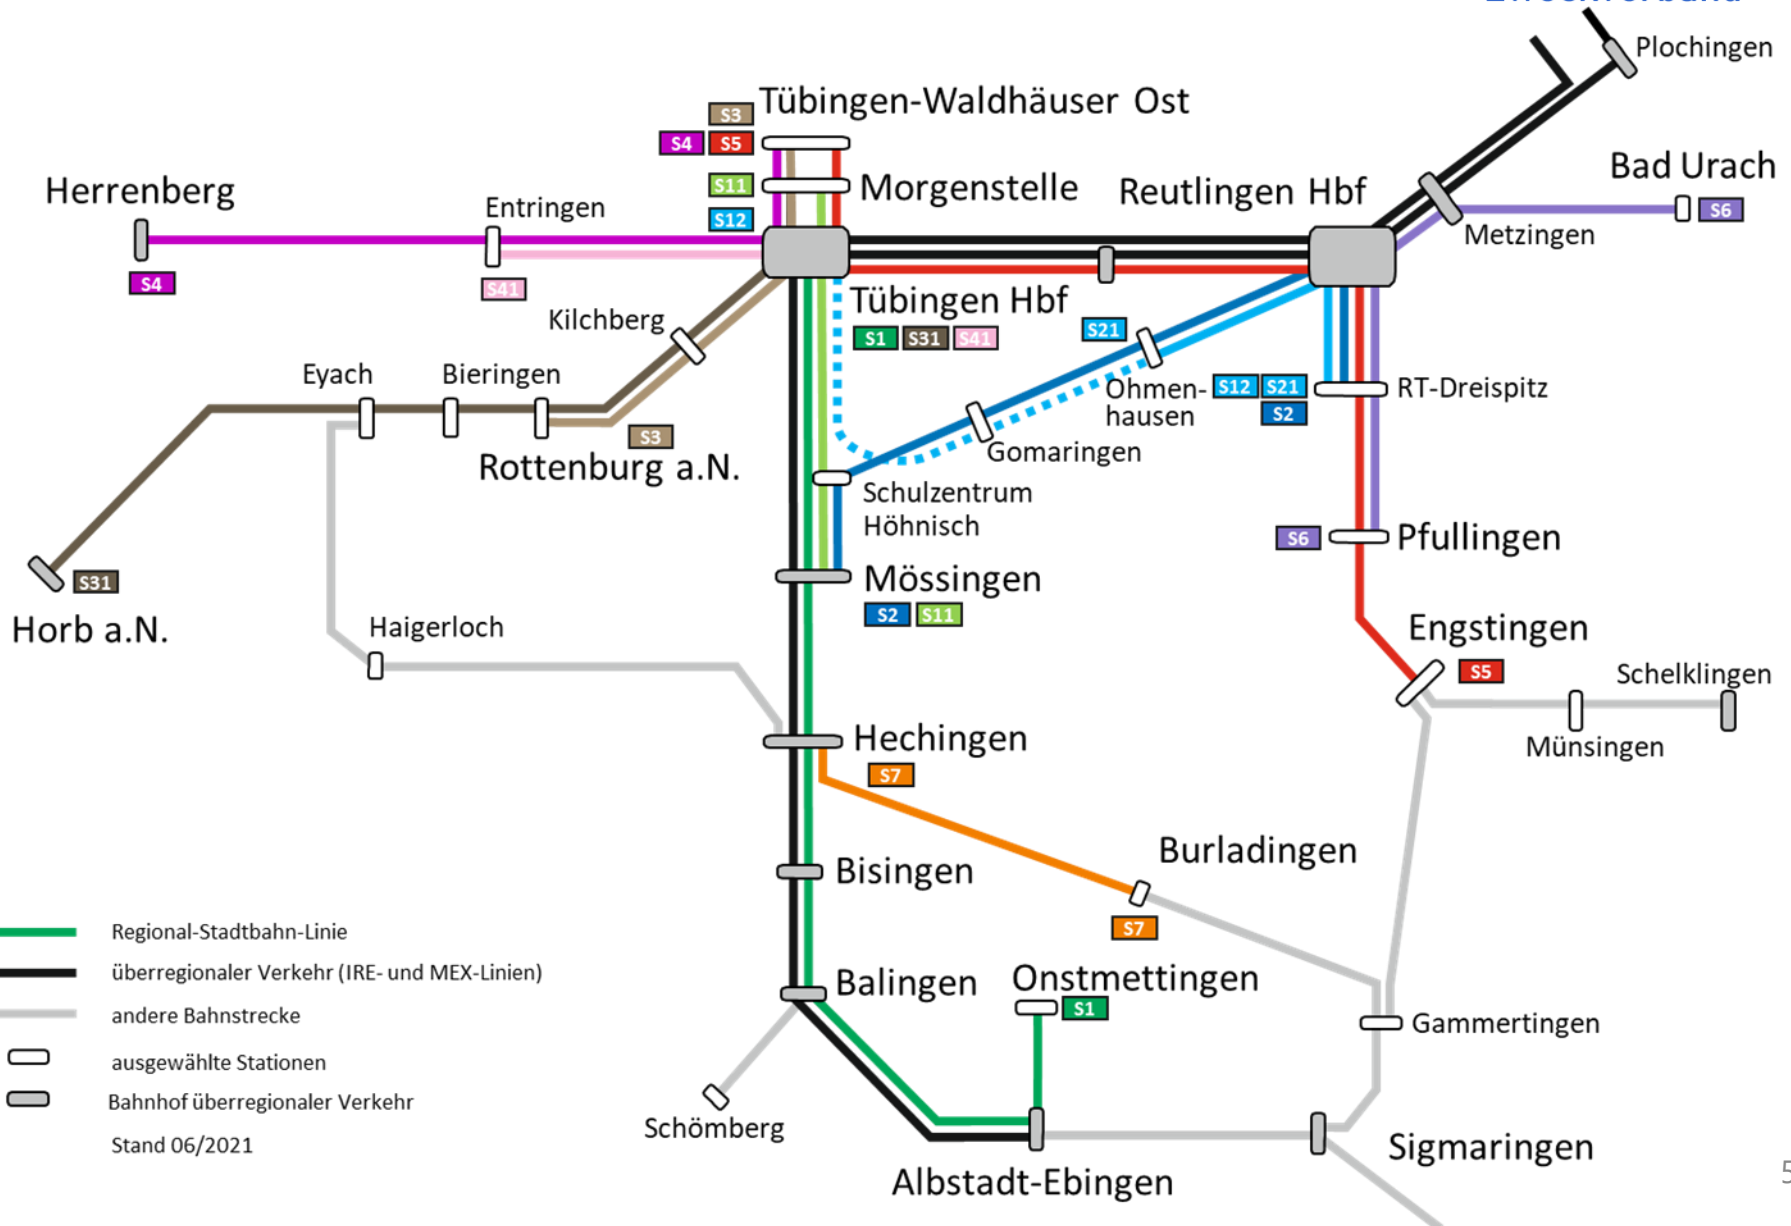 Plochingen
S3
Tübingen-Waldhäuser Ost
S4
S5
Bad Urach
S6
Herrenberg
S11
Morgenstelle
Reutlingen Hbf
S12
Entringen
Metzingen
S4
S41
Kilchberg
Tübingen Hbf
S1
S31
S41
S21
Eyach
Bieringen
Ohmen-
hausen
S12
S21
S2
RT-Dreispitz
S3
Rottenburg a.N.
Gomaringen
Schulzentrum
Höhnisch
S6
Pfullingen
S31
Mössingen
S2
S11
Horb a.N.
Haigerloch
Engstingen
S5
Schelklingen
Münsingen
Hechingen
S7
Burladingen
S7
Bisingen
Regional-Stadtbahn-Linie
überregionaler Verkehr (IRE- und MEX-Linien)
andere Bahnstrecke
ausgewählte Stationen
Bahnhof überregionaler Verkehr
Stand 06/2021
Balingen
Onstmettingen
S1
Gammertingen
Schömberg
Albstadt-Ebingen
Sigmaringen